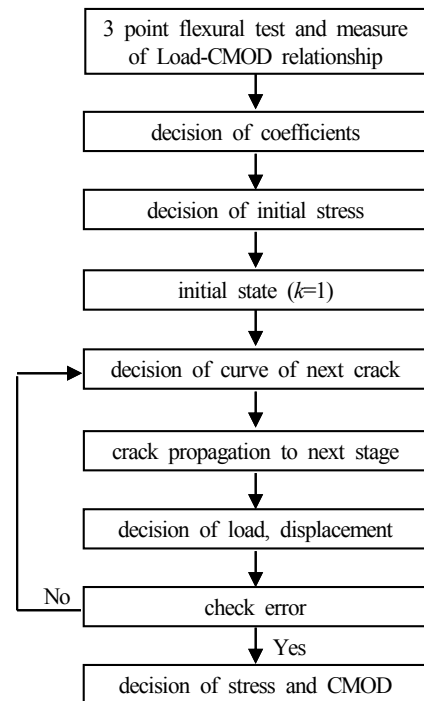 3 point flexural test and measure
of Load-CMOD relationship
decision of coefficients
decision of initial stress
initial state (k=1)
decision of curve of next crack
crack propagation to next stage
decision of load, displacement
No
check error
Yes
decision of stress and CMOD